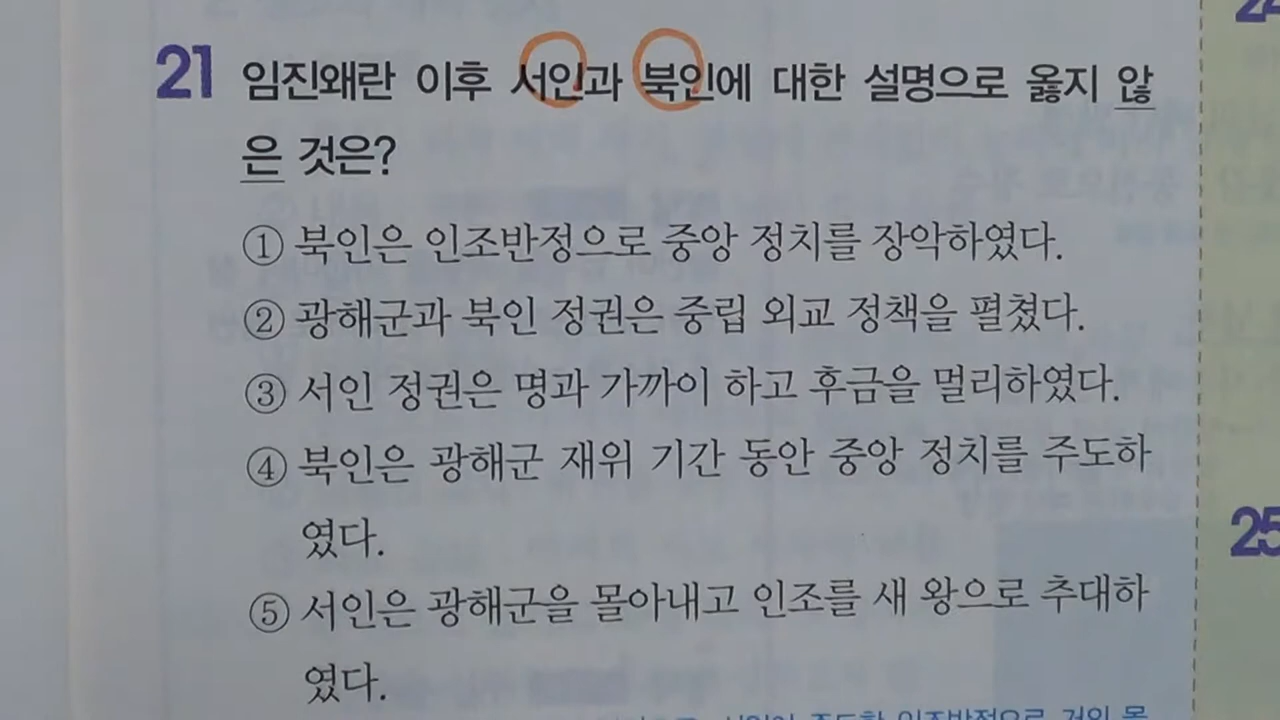 21 임진왜란 이후 서인과 북인에 대한 설명으로 옳지 않
은 것은?
① 북인은 인조반정으로 중앙 정치를 장악하였다.
② 광해군과 북인 정권은 중립 외교 정책을 펼쳤다.
③ 서인 정권은 명과 가까이 하고 후금을 멀리하였다.
④ 북인은 광해군 재위 기간 동안 중앙 정치를 주도하
였다.
⑤ 서인은 광해군을 몰아내고 인조를 새 왕으로 추대하
였다.
25